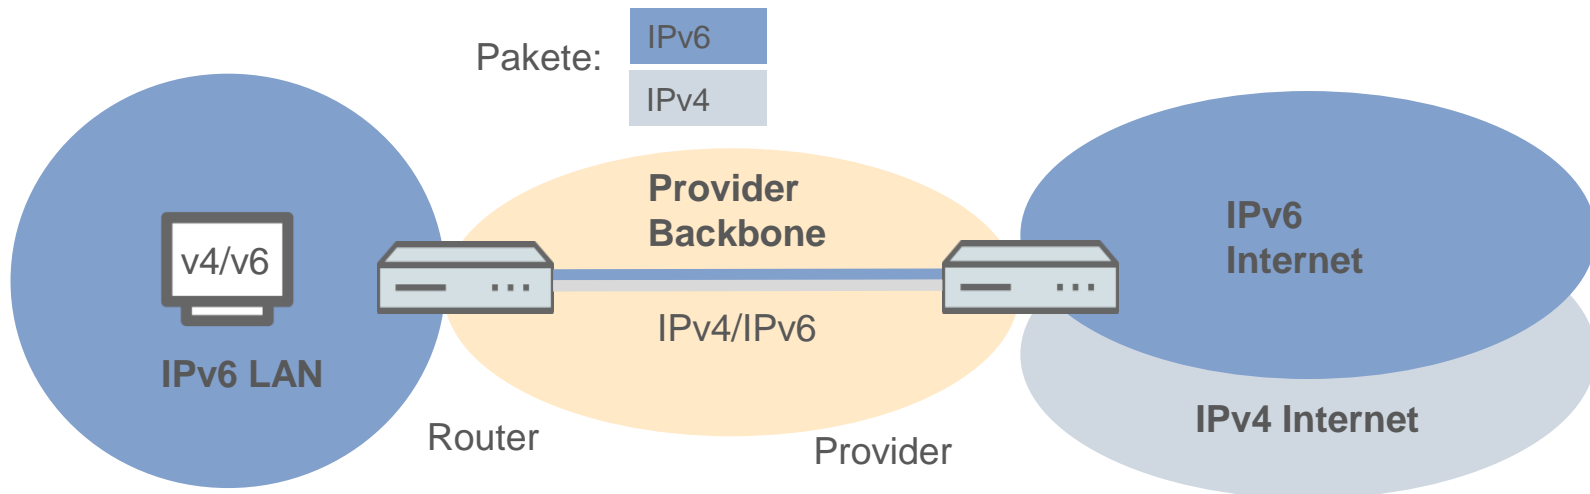 Pakete:
IPv6
IPv4
Provider
Backbone
IPv6
Internet
v4/v6
IPv4/IPv6
IPv6 LAN
IPv4 Internet
Router
Provider